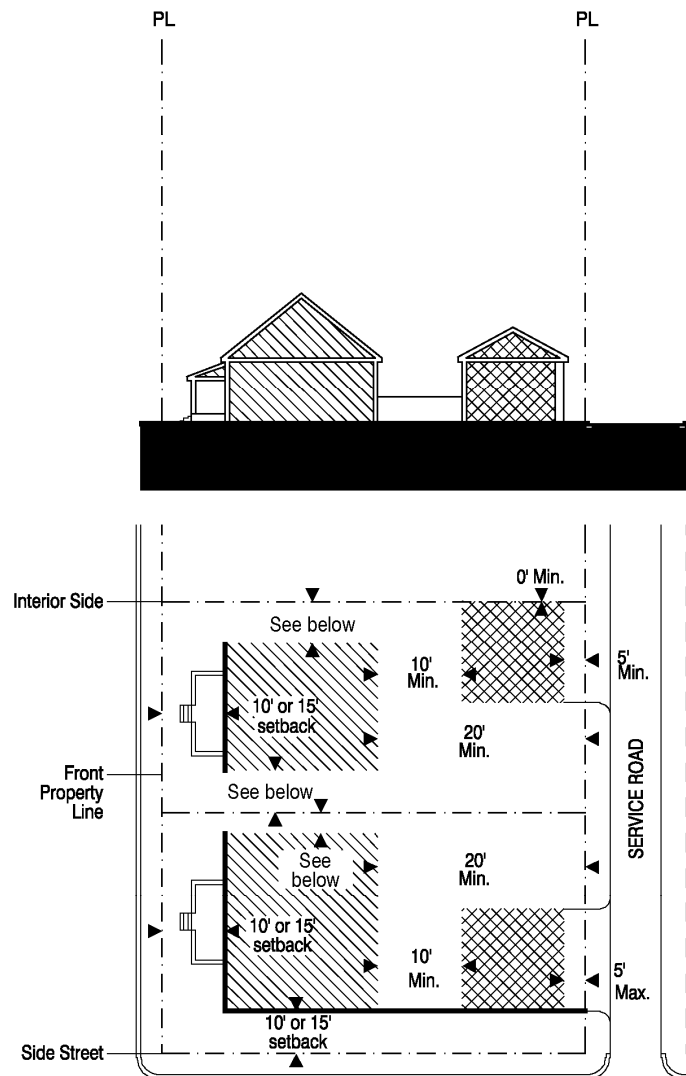 PL
PL
0' Min.
Interior Side
See below
10'
Min.
5'
Min.
10' or 15'
setback
20'
Min.
Front
Property
Line
See below
SERVICE ROAD
See
below
20'
Min.
10' or 15'
setback
10'
Min.
5'
Max.
10' or 15'
setback
Side Street